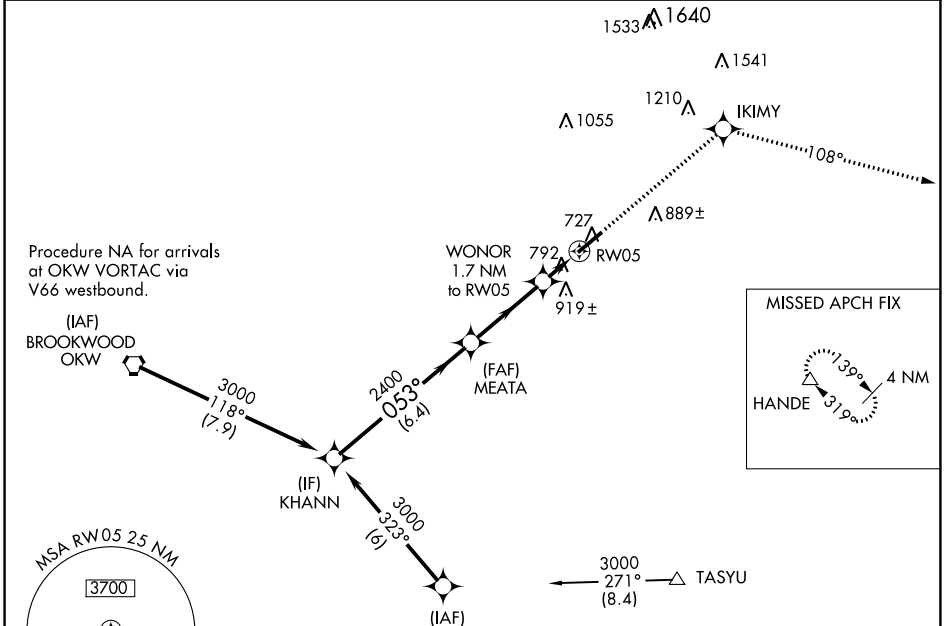 1533
1640
1541
1210
IKIMY
1055
108°
889±
727
WONOR
1.7 NM
to RW05
792
RW05
919±
Procedure NA for arrivals
at OKW VORTAC via
V66 westbound.
(IAF)
BROOKWOOD
OKW
3000
118°
(7.9)
2400
053°
(6.4)
(FAF)
MEATA
(IF)
KHANN
3000
323°
(6)
(IAF)
3000
271°
(8.4)
TASYU
MISSED APCH FIX
139°
4 NM
HANDE
319°
MSA RW05 25 NM
3700